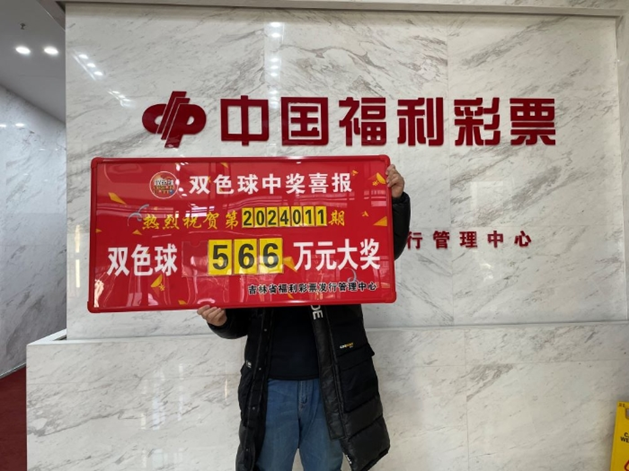 中国福利彩票
双色球中奖喜报
热烈祝贺第2024011期
双色球 566 万元大奖
吉林省福利彩票发行管理中心
行管理中心